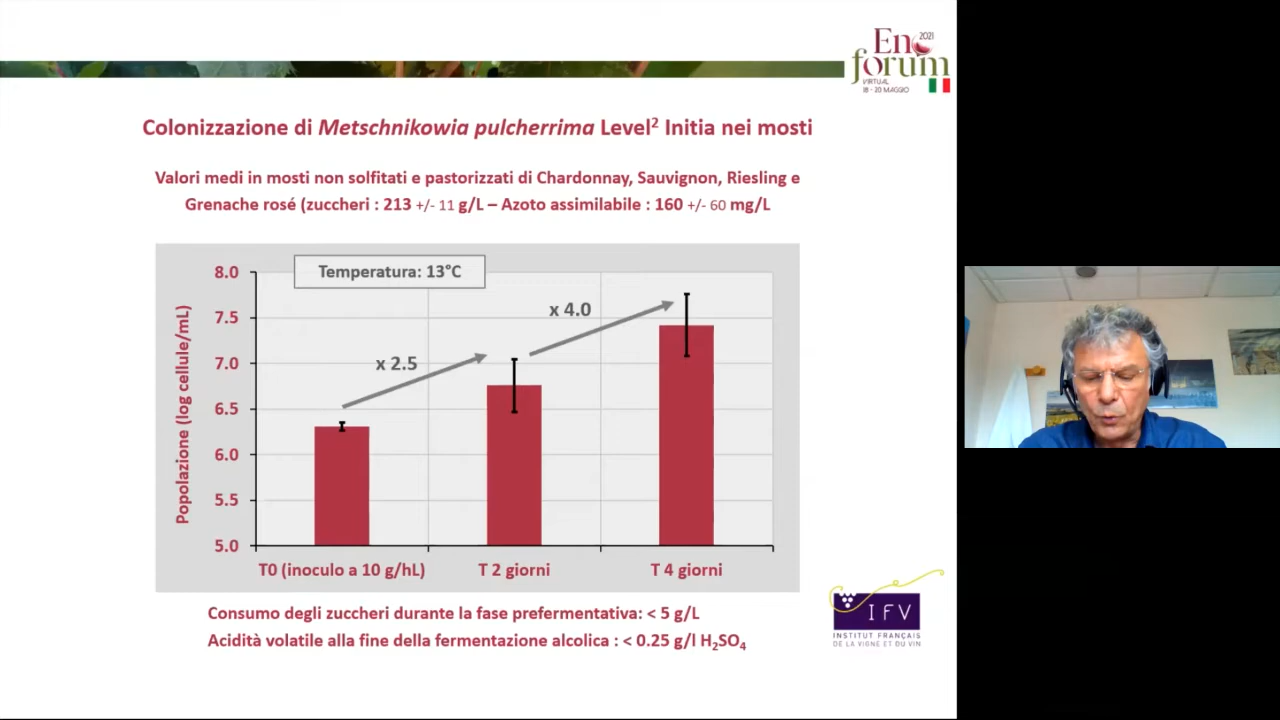 En 2021
forum
VIRTUAL
18 - 20 MAGGIO
Colonizzazione di Metschnikowia pulcherrima Level² Initia nei mosti
Valori medi in mosti non solfitati e pastorizzati di Chardonnay, Sauvignon, Riesling e
Grenache rosé (zuccheri : 213 +/- 11 g/L – Azoto assimilabile : 160 +/- 60 mg/L
Temperatura: 13°C
Popolazione (log cellule/mL)
8.0
7.5
7.0
6.5
6.0
5.5
5.0
x 2.5
x 4.0
T0 (inoculo a 10 g/hL)
T 2 giorni
T 4 giorni
Consumo degli zuccheri durante la fase prefermentativa: < 5 g/L
Acidità volatile alla fine della fermentazione alcolica : < 0.25 g/l H₂SO₄
IFV
INSTITUT FRANÇAIS
DE LA VIGNE ET DU VIN